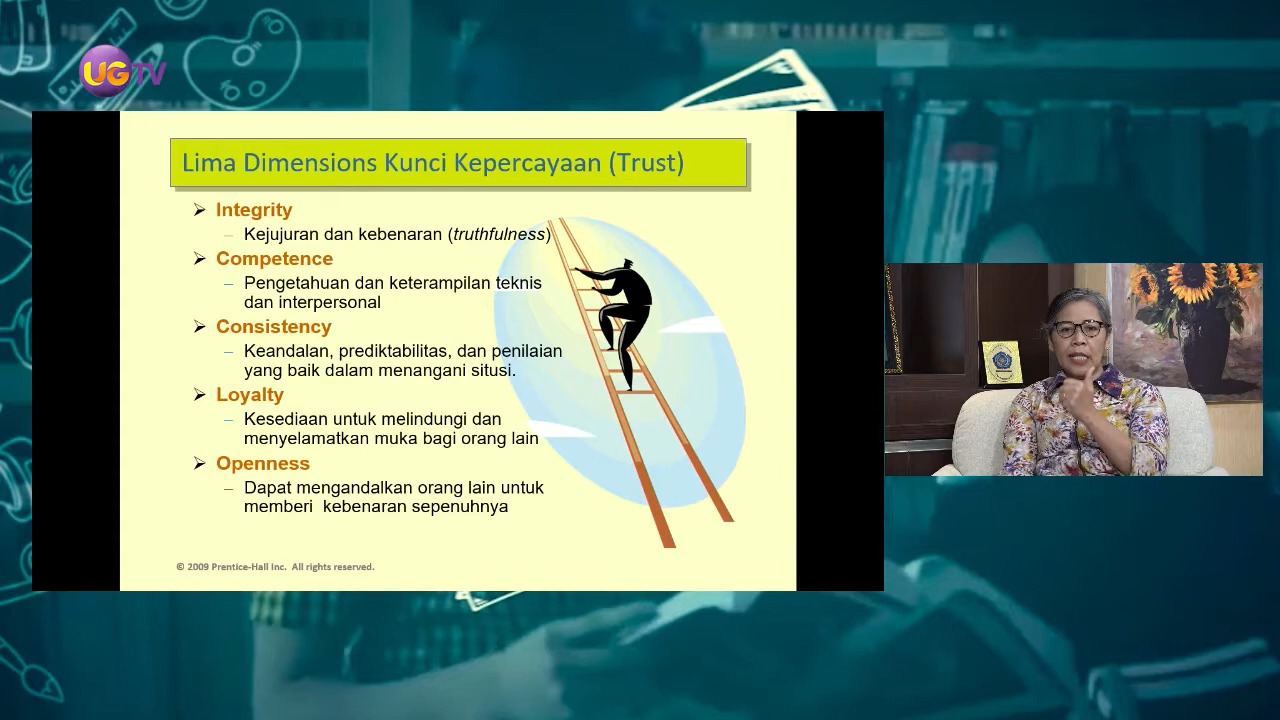 UGTV
Lima Dimensions Kunci Kepercayaan (Trust)
➢ Integrity
– Kejujuran dan kebenaran (truthfulness)
➢ Competence
– Pengetahuan dan keterampilan teknis
dan interpersonal
➢ Consistency
– Keandalan, prediktabilitas, dan penilaian
yang baik dalam menangani situsi.
➢ Loyalty
– Kesediaan untuk melindungi dan
menyelamatkan muka bagi orang lain
➢ Openness
– Dapat mengandalkan orang lain untuk
memberi kebenaran sepenuhnya
© 2009 Prentice-Hall Inc. All rights reserved.